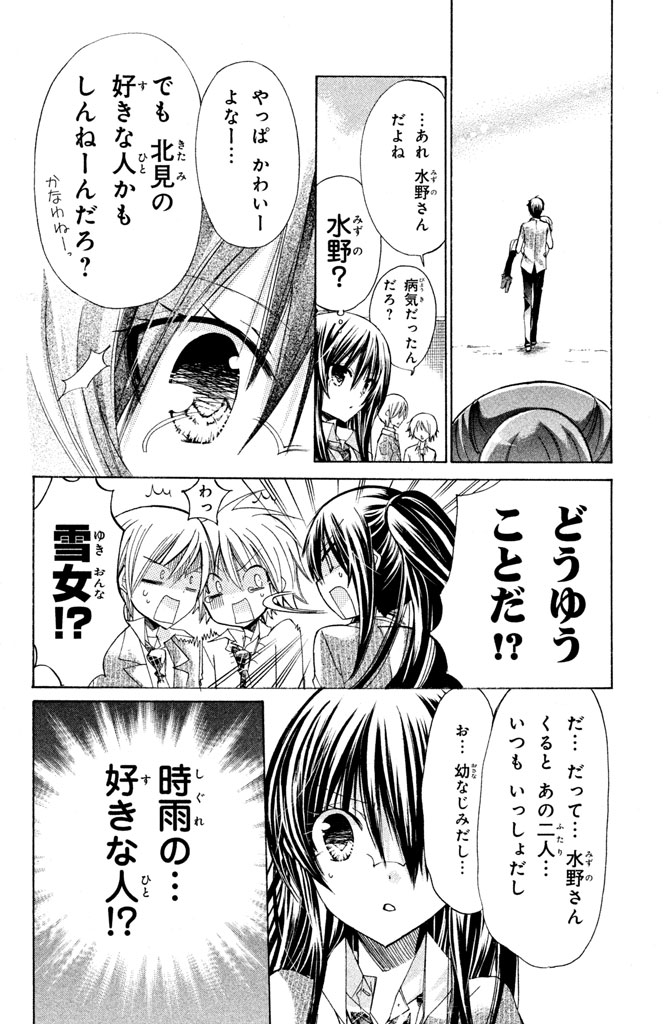 …あれ 水野さん
だよね
病気だったん
だろ？
水野？
やっぱ かわいー
よなー…
でも 北見の
好きな人かも
しんねーんだろ？
かなわねーっ
どうゆう
ことだ!?
わっ
雪女!?
だ… だって… 水野さん
くると あの二人…
いつも いっしょだし
お… 幼なじみだし…
時雨の…
好きな人!?